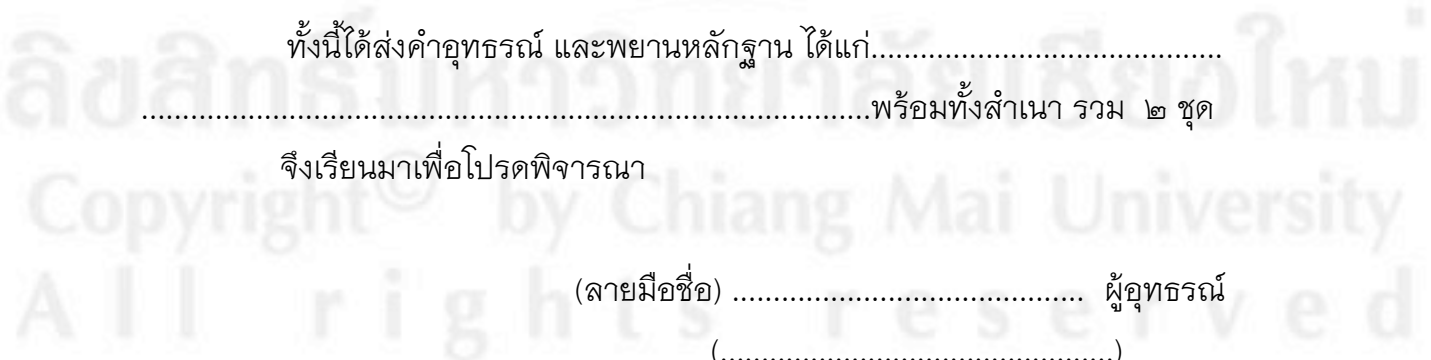 ทั้งนี้ได้ส่งคำอุทธรณ์ และพยานหลักฐาน ได้แก่...........................................
.........................................................................................พร้อมทั้งสำเนา รวม ๒ ชุด
จึงเรียนมาเพื่อโปรดพิจารณา
(ลายมือชื่อ) ........................................... ผู้อุทธรณ์
(................................................)
ลิขสิทธิ์มหาวิทยาลัยเชียงใหม่
Copyright© by Chiang Mai University
All rights reserved